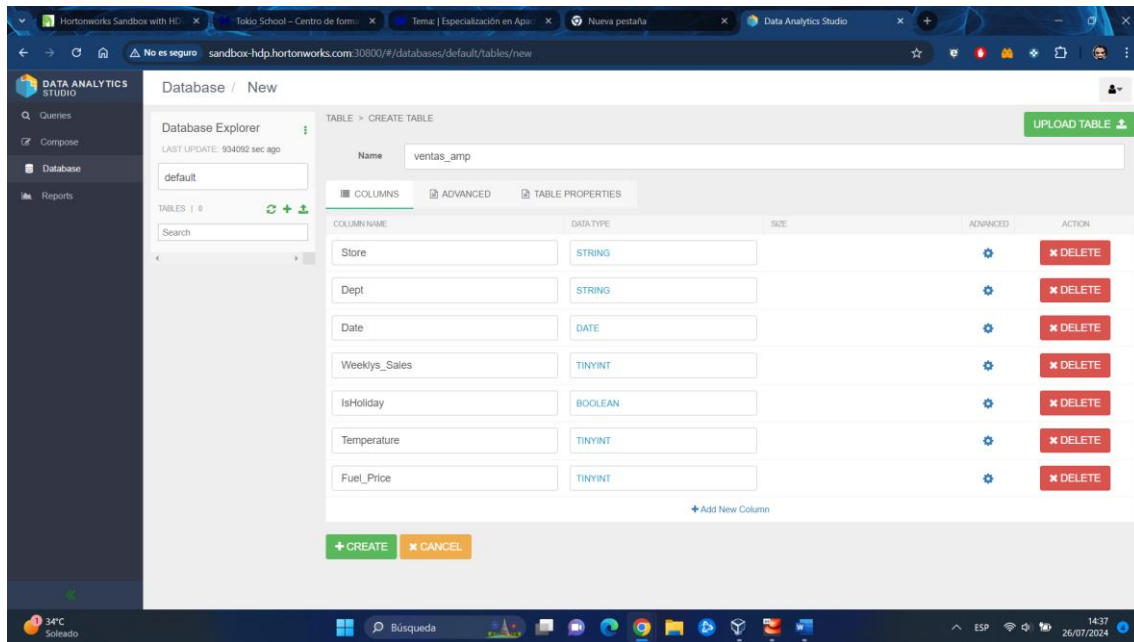 Hortonworks Sandbox with HD
Tokio School – Centro de forma
Tema: | Especialización en Apac
Nueva pestaña
Data Analytics Studio
No es seguro sandbox-hdp.hortonworks.com:30800/#/databases/default/tables/new
DATA ANALYTICS
STUDIO
Database / New
Queries
Compose
Database
Reports
Database Explorer
LAST UPDATE: 934092 sec ago
default
TABLES | 0
Search
TABLE > CREATE TABLE
UPLOAD TABLE
Name ventas_amp
COLUMNS ADVANCED TABLE PROPERTIES
COLUMN NAME DATA TYPE SIZE ADVANCED ACTION
Store STRING DELETE
Dept STRING DELETE
Date DATE DELETE
Weeklys_Sales TINYINT DELETE
IsHoliday BOOLEAN DELETE
Temperature TINYINT DELETE
Fuel_Price TINYINT DELETE
+ Add New Column
+ CREATE × CANCEL
1
34°C
Soleado
Búsqueda
ESP
14:37
26/07/2024